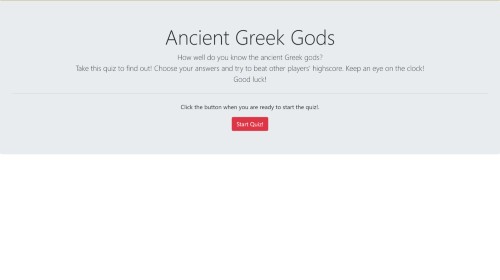 Ancient Greek Gods
How well do you know the ancient Greek gods?
Take this quiz to find out! Choose your answers and try to beat other players' highscore. Keep an eye on the clock!
Good luck!
Click the button when you are ready to start the quiz!.
Start Quiz!